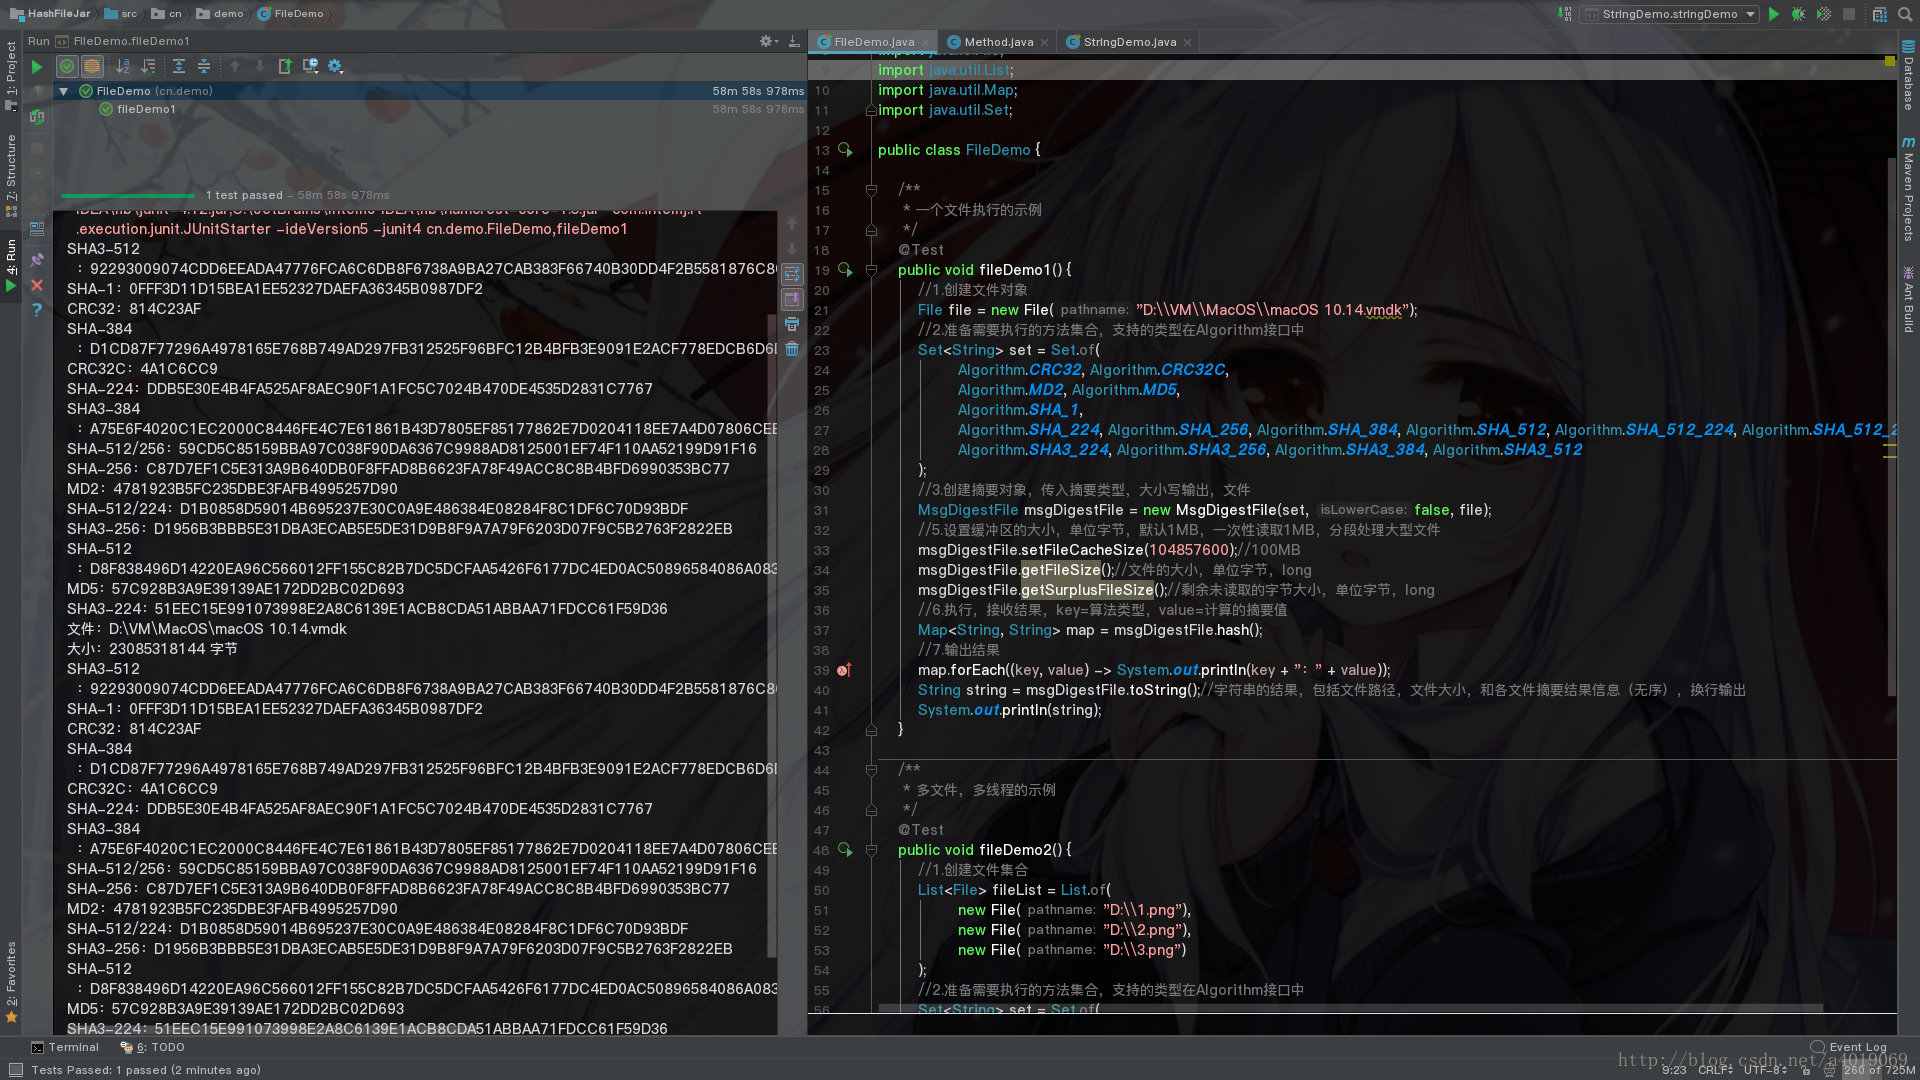 HashFileJar src cn demo FileDemo
StringDemo.stringDemo
Run FileDemo.fileDemo1
FileDemo.java Method.java StringDemo.java
FileDemo (cn.demo) 58m 58s 978ms
fileDemo1 58m 58s 978ms
1 test passed – 58m 58s 978ms
.execution.junit.JUnitStarter -ideVersion5 -junit4 cn.demo.FileDemo,fileDemo1
SHA3-512
: 92293009074CDD6EEADA47776FCA6C6DB8F6738A9BA27CAB383F66740B30DD4F2B5581876C8
SHA-1: 0FFF3D11D15BEA1EE52327DAEFA36345B0987DF2
CRC32: 814C23AF
SHA-384
: D1CD87F77296A4978165E768B749AD297FB312525F96BFC12B4BFB3E9091E2ACF778EDCB6D6
CRC32C: 4A1C6CC9
SHA-224: DDB5E30E4B4FA525AF8AEC90F1A1FC5C7024B470DE4535D2831C7767
SHA3-384
: A75E6F4020C1EC2000C8446FE4C7E61861B43D7805EF85177862E7D0204118EE7A4D07806CEE
SHA-512/256: 59CD5C85159BBA97C038F90DA6367C9988AD8125001EF74F110AA52199D91F16
SHA-256: C87D7EF1C5E313A9B640DB0F8FFAD8B6623FA78F49ACC8C8B4BFD6990353BC77
MD2: 4781923B5FC235DBE3FAFB4995257D90
SHA-512/224: D1B0858D59014B695237E30C0A9E486384E08284F8C1DF6C70D93BDF
SHA3-256: D1956B3BBB5E31DBA3ECAB5E5DE31D9B8F9A7A79F6203D07F9C5B2763F2822EB
SHA-512
: D8F838496D14220EA96C566012FF155C82B7DC5DCFAA5426F6177DC4ED0AC50896584086A083
MD5: 57C928B3A9E39139AE172DD2BC02D693
SHA3-224: 51EEC15E991073998E2A8C6139E1ACB8CDA51ABBAA71FDCC61F59D36
文件: D:\VM\MacOS\macOS 10.14.vmdk
大小: 23085318144 字节
SHA3-512
: 92293009074CDD6EEADA47776FCA6C6DB8F6738A9BA27CAB383F66740B30DD4F2B5581876C8
SHA-1: 0FFF3D11D15BEA1EE52327DAEFA36345B0987DF2
CRC32: 814C23AF
SHA-384
: D1CD87F77296A4978165E768B749AD297FB312525F96BFC12B4BFB3E9091E2ACF778EDCB6D6
CRC32C: 4A1C6CC9
SHA-224: DDB5E30E4B4FA525AF8AEC90F1A1FC5C7024B470DE4535D2831C7767
SHA3-384
: A75E6F4020C1EC2000C8446FE4C7E61861B43D7805EF85177862E7D0204118EE7A4D07806CEE
SHA-512/256: 59CD5C85159BBA97C038F90DA6367C9988AD8125001EF74F110AA52199D91F16
SHA-256: C87D7EF1C5E313A9B640DB0F8FFAD8B6623FA78F49ACC8C8B4BFD6990353BC77
MD2: 4781923B5FC235DBE3FAFB4995257D90
SHA-512/224: D1B0858D59014B695237E30C0A9E486384E08284F8C1DF6C70D93BDF
SHA3-256: D1956B3BBB5E31DBA3ECAB5E5DE31D9B8F9A7A79F6203D07F9C5B2763F2822EB
SHA-512
: D8F838496D14220EA96C566012FF155C82B7DC5DCFAA5426F6177DC4ED0AC50896584086A083
MD5: 57C928B3A9E39139AE172DD2BC02D693
SHA3-224: 51EEC15E991073998E2A8C6139E1ACB8CDA51ABBAA71FDCC61F59D36
9 import java.util.List;
10 import java.util.Map;
11 import java.util.Set;
12
13 public class FileDemo {
14
15 /**
16 * 一个文件执行的示例
17 */
18 @Test
19 public void fileDemo1() {
20 //1.创建文件对象
21 File file = new File( pathname: "D:\\VM\\MacOS\\macOS 10.14.vmdk");
22 //2.准备需要执行的方法集合，支持的类型在Algorithm接口中
23 Set<String> set = Set.of(
24 Algorithm.CRC32, Algorithm.CRC32C,
25 Algorithm.MD2, Algorithm.MD5,
26 Algorithm.SHA_1,
27 Algorithm.SHA_224, Algorithm.SHA_256, Algorithm.SHA_384, Algorithm.SHA_512, Algorithm.SHA_512_224, Algorithm.SHA_512_2
28 Algorithm.SHA3_224, Algorithm.SHA3_256, Algorithm.SHA3_384, Algorithm.SHA3_512
29 );
30 //3.创建摘要对象，传入摘要类型，大小写输出，文件
31 MsgDigestFile msgDigestFile = new MsgDigestFile(set, isLowerCase: false, file);
32 //5.设置缓冲区的大小，单位字节，默认1MB，一次性读取1MB，分段处理大型文件
33 msgDigestFile.setFileCacheSize(104857600);//100MB
34 msgDigestFile.getFileSize();//文件的大小，单位字节，long
35 msgDigestFile.getSurplusFileSize();//剩余未读取的字节大小，单位字节，long
36 //6.执行，接收结果，key=算法类型，value=计算的摘要值
37 Map<String, String> map = msgDigestFile.hash();
38 //7.输出结果
39 map.forEach((key, value) -> System.out.println(key + ": " + value));
40 String string = msgDigestFile.toString();//字符串的结果，包括文件路径，文件大小，和各文件摘要结果信息（无序），换行输出
41 System.out.println(string);
42 }
43
44 /**
45 * 多文件，多线程的示例
46 */
47 @Test
48 public void fileDemo2() {
49 //1.创建文件集合
50 List<File> fileList = List.of(
51 new File( pathname: "D:\\1.png"),
52 new File( pathname: "D:\\2.png"),
53 new File( pathname: "D:\\3.png")
54 );
55 //2.准备需要执行的方法集合，支持的类型在Algorithm接口中
56 Set<String> set = Set.of(
1: Project
7: Structure
4: Run
2: Favorites
Database
Maven Projects
Ant Build
Terminal 6: TODO Event Log
Tests Passed: 1 passed (2 minutes ago) 9:23 CRLF UTF-8 260 of 725M
http://blog.csdn.net/a4019069